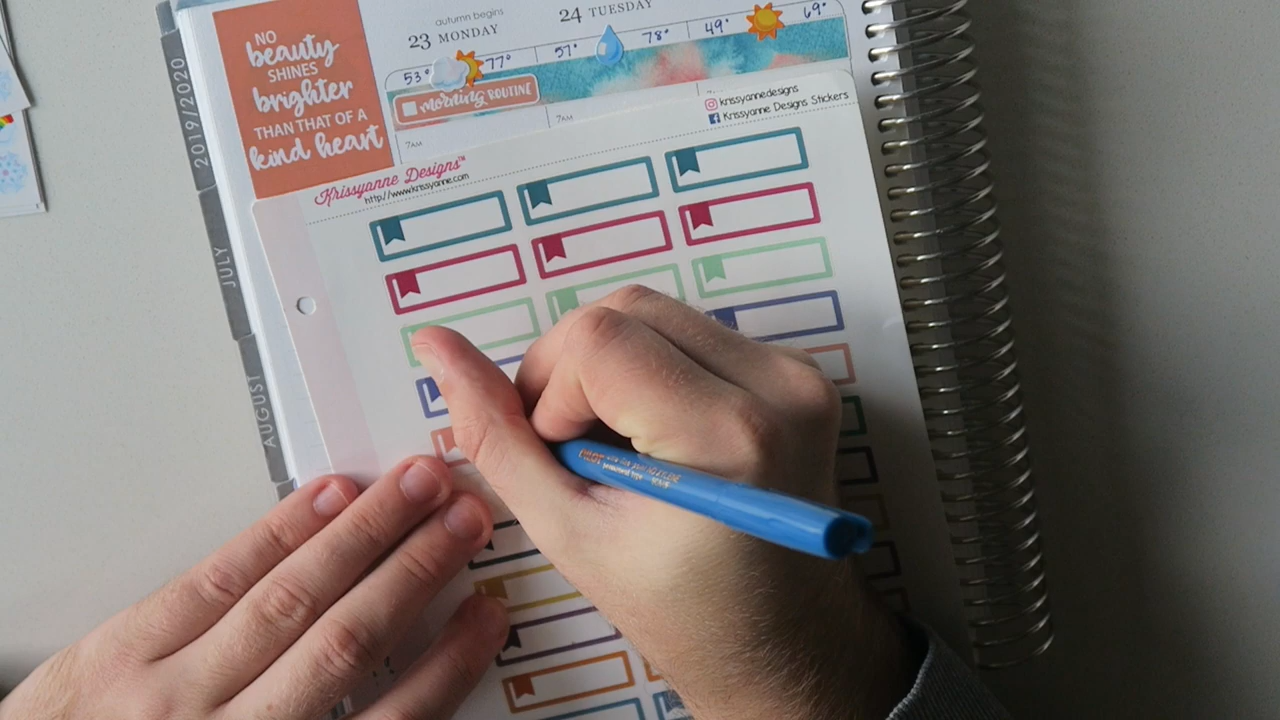 NO
beauty
SHINES
brighter
THAN THAT OF A
kind heart
autumn begins
23 MONDAY
24 TUESDAY
53° 77° 57° 78° 49° 69°
morning ROUTINE
7AM
7AM
krissyannedesigns
Krissyanne Designs Stickers
Krissyanne Designs™
http://www.krissyanne.com
2019/2020
JULY
AUGUST
PILOT